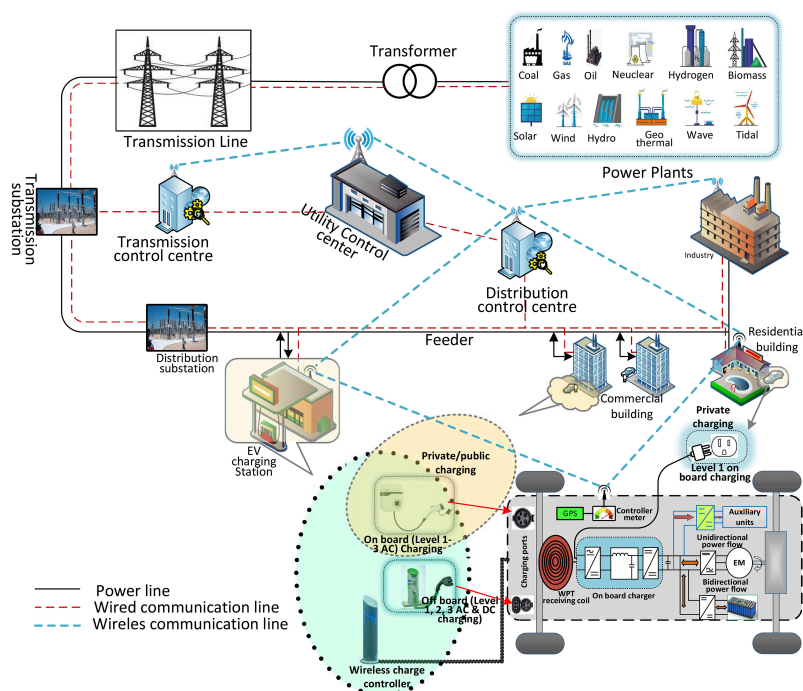 Transformer
Coal
Gas
Oil
Neuclear
Hydrogen
Biomass
GAS
Solar
Wind
Hydro
Geo
thermal
Wave
Tidal
Power Plants
Transmission Line
Transmission
substation
Transmission
control centre
Utility Control
center
Distribution
control centre
Industry
Distribution
substation
Feeder
Residentia
building
Commercial
building
EV
charging
Station
Private
charging
Level 1 on
board charging
Private/public
charging
On board (Level 1-
3 AC) Charging
Off board (Level
1, 2, 3 AC & DC
charging)
Wireless charge
controller
Charging ports
GPS
Controller
meter
Auxiliary
units
Unidirectional
power flow
WPT
receiving coil
On board charger
EM
Bidirectional
power flow
Power line
Wired communication line
Wireles communication line